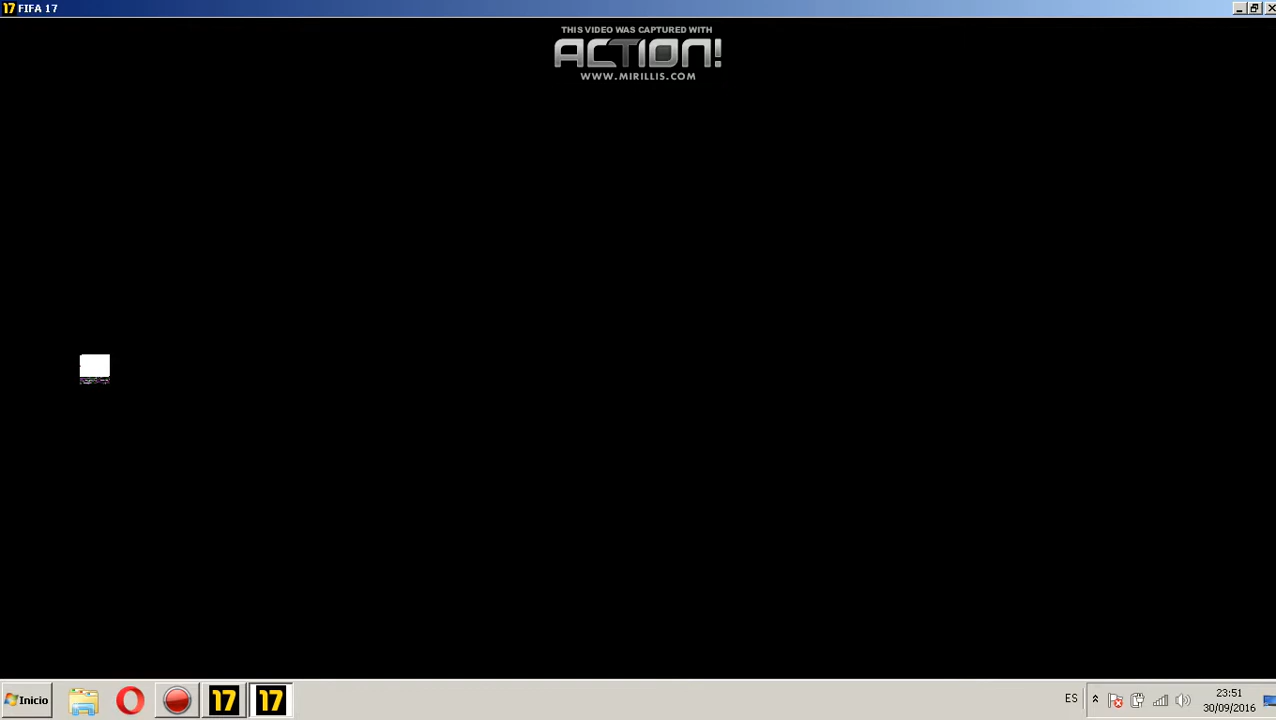 17 FIFA 17
THIS VIDEO WAS CAPTURED WITH
ACTION!
WWW.MIRILLIS.COM
Inicio
17
17
ES
23:51
30/09/2016